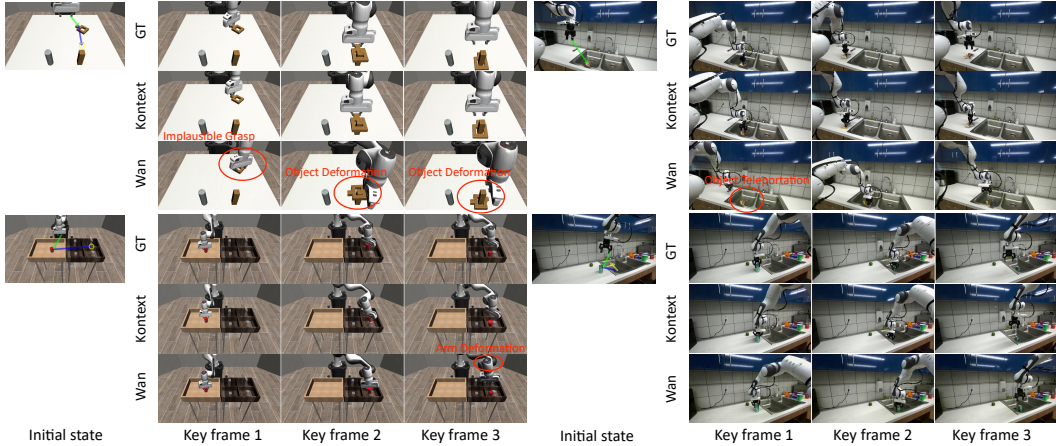 GT
Kontext
Implausible Grasp
Wan
Object Deformation
Object Deformation
GT
Kontext
Arm Deformation
Wan
Initial state
Key frame 1
Key frame 2
Key frame 3
GT
Kontext
Wan
Object Teleportation
GT
Kontext
Wan
Initial state
Key frame 1
Key frame 2
Key frame 3